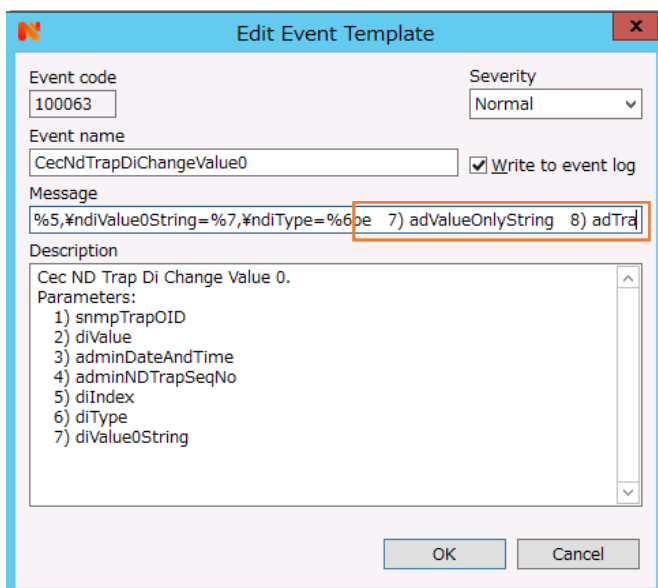 Edit Event Template
x
Event code
Severity
100063
Normal
Event name
CecNdTrapDiChangeValue0
Write to event log
Message
%5,¥ndiValue0String=%7,¥ndiType=%6pe 7) adValueOnlyString 8) adTra
Description
Cec ND Trap Di Change Value 0.
Parameters:
1) snmpTrapOID
2) diValue
3) adminDateAndTime
4) adminNDTrapSeqNo
5) diIndex
6) diType
7) diValue0String
OK
Cancel